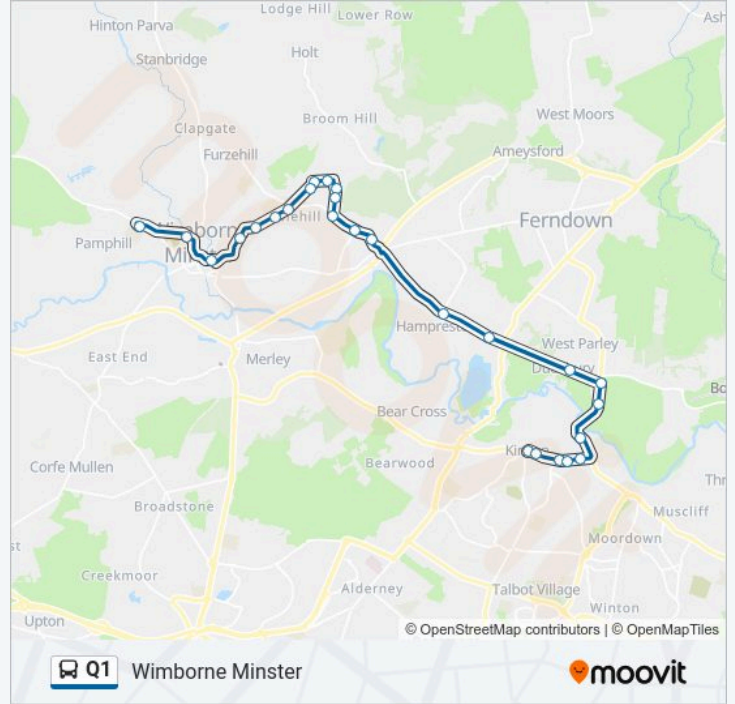 Lodge Hill
Lower Row
Ash
Hinton Parva
Holt
Stanbridge
Broom Hill
West Moors
Clapgate
Ameysford
Furzehill
Ferndown
Pamphill
Hampreston
West Parley
East End
Merley
Bear Cross
Bearwood
Corfe Mullen
Broadstone
Muscliff
Moordown
Creekmoor
Alderney
Talbot Village
Winton
Upton
© OpenStreetMap contributors | © OpenMapTiles
Q1
Wimborne Minster
moovit